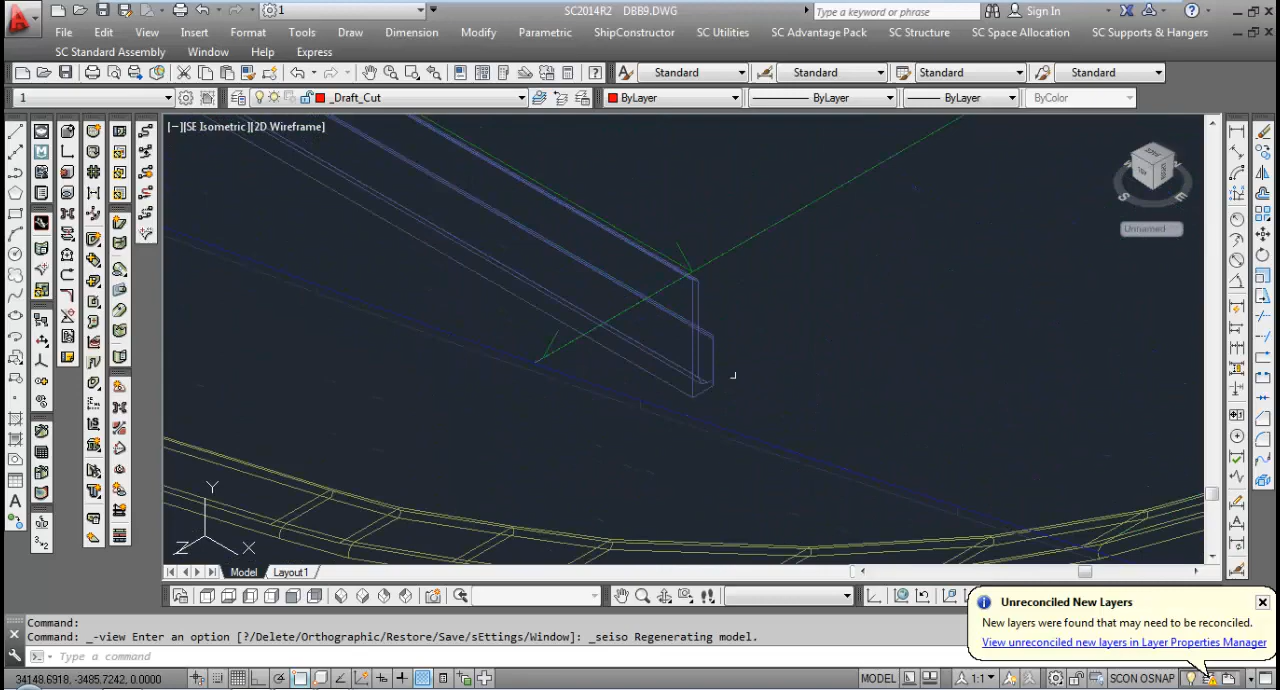 1
SC2014R2 DBB9.DWG
Type a keyword or phrase
Sign In
File Edit View Insert Format Tools Draw Dimension Modify Parametric ShipConstructor SC Utilities SC Advantage Pack SC Structure SC Space Allocation SC Supports & Hangers
SC Standard Assembly Window Help Express
Standard Standard Standard Standard
1 _Draft_Cut ByLayer ByLayer ByLayer ByColor
[−][SE Isometric][2D Wireframe]
S E
Unnamed
Y
Z X
Model Layout1
Unreconciled New Layers
New layers were found that may need to be reconciled.
View unreconciled new layers in Layer Properties Manager
Command:
Command: _-view Enter an option [?/Delete/Orthographic/Restore/Save/sEttings/Window]: _seiso Regenerating model.
Type a command
34148.6918, -3485.7242, 0.0000 MODEL 1:1 SCON OSNAP